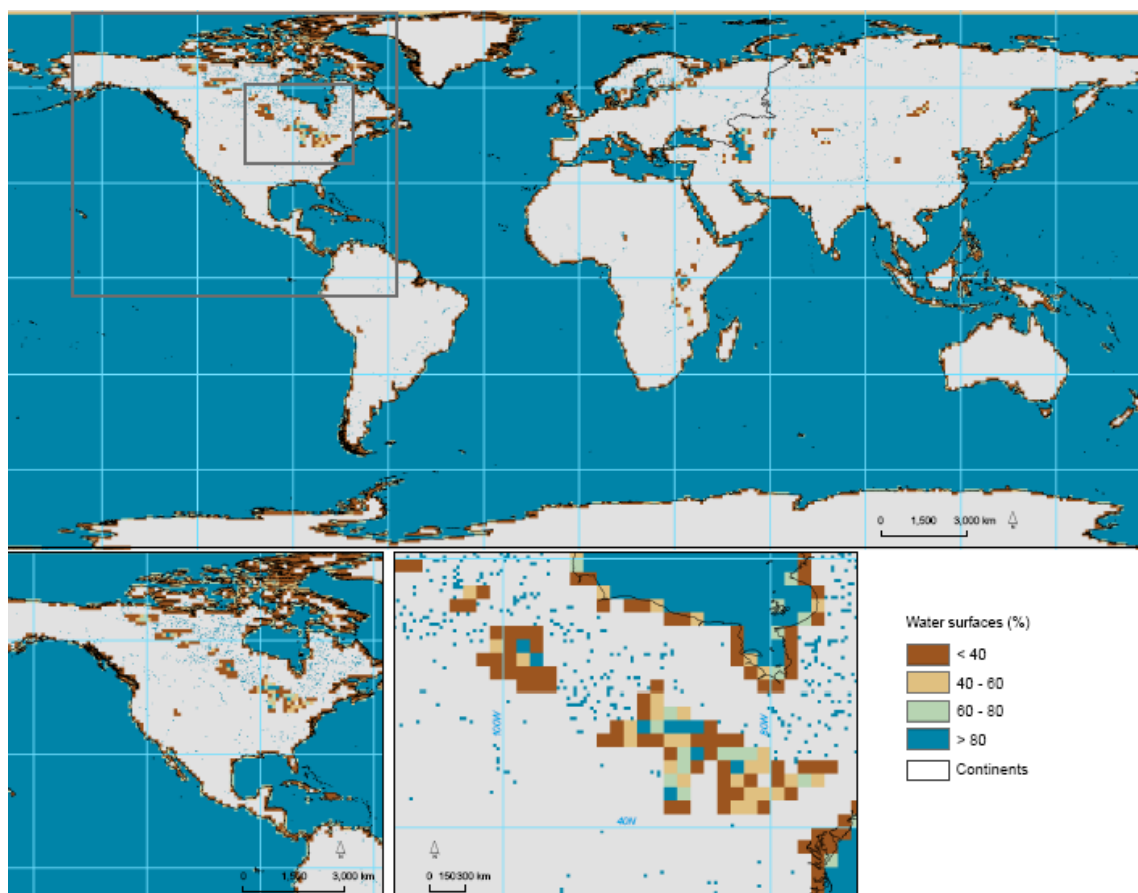 0 1,500 3,000 km
N
Water surfaces (%)
< 40
40 - 60
60 - 80
> 80
Continents
100W
80W
40N
N
0 1,500 3,000 km
N
0 150300 km